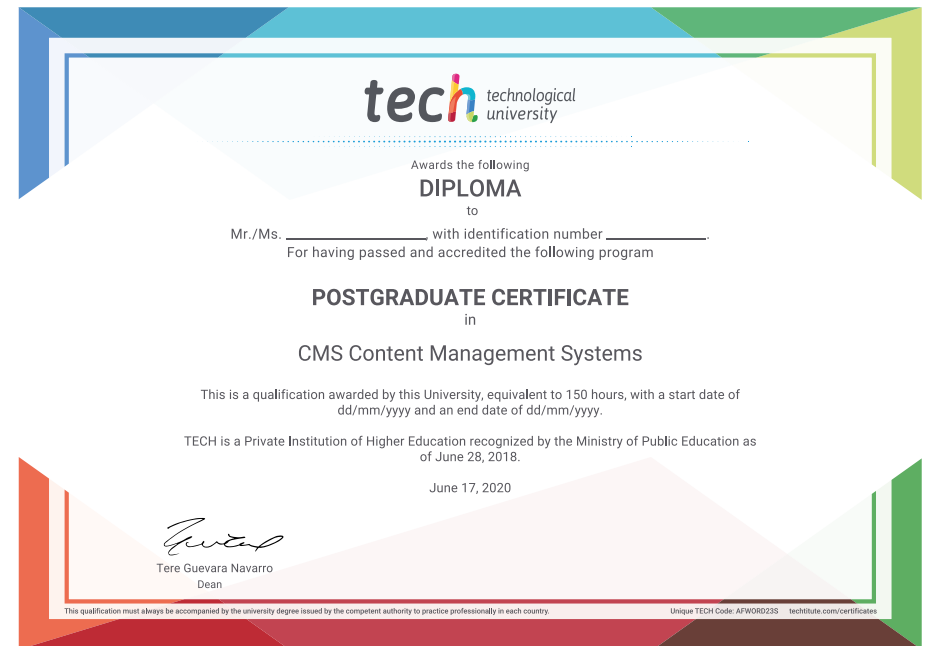 tech technological
university
Awards the following
DIPLOMA
to
Mr./Ms. ____________________, with identification number ______________.
For having passed and accredited the following program
POSTGRADUATE CERTIFICATE
in
CMS Content Management Systems
This is a qualification awarded by this University, equivalent to 150 hours, with a start date of
dd/mm/yyyy and an end date of dd/mm/yyyy.
TECH is a Private Institution of Higher Education recognized by the Ministry of Public Education as
of June 28, 2018.
June 17, 2020
Tere Guevara Navarro
Dean
This qualification must always be accompanied by the university degree issued by the competent authority to practice professionally in each country.
Unique TECH Code: AFWORD23S techtitute.com/certificates